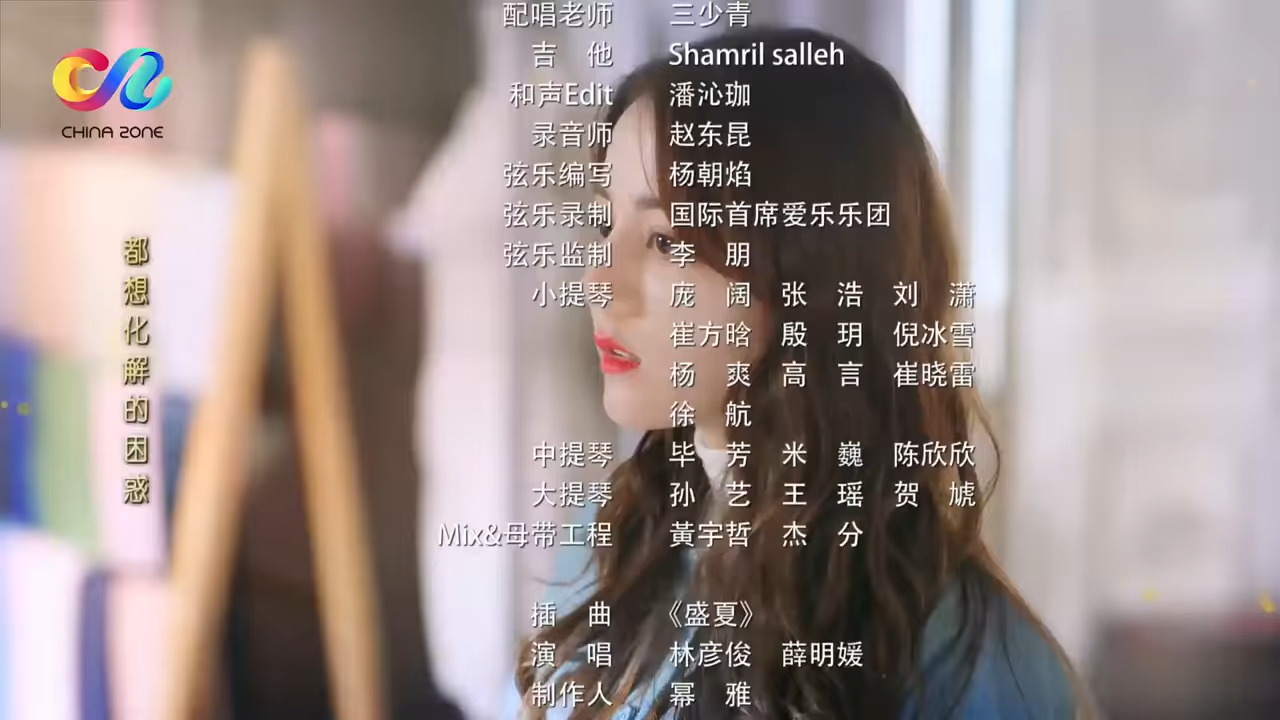 CHINA ZONE
都想化解的困惑
配唱老师 三少青
吉 他 Shamril salleh
和声Edit 潘沁珈
录音师 赵东昆
弦乐编写 杨朝焰
弦乐录制 国际首席爱乐乐团
弦乐监制 李 朋
小提琴 庞 阔 张 浩 刘 潇
崔方晗 殷 玥 倪冰雪
杨 爽 高 言 崔晓雷
徐 航
中提琴 毕 芳 米 巍 陈欣欣
大提琴 孙 艺 王 瑶 贺 虓
Mix&母带工程 黃宇哲 杰 分
插 曲 《盛夏》
演 唱 林彦俊 薛明媛
制作人 幂 雅